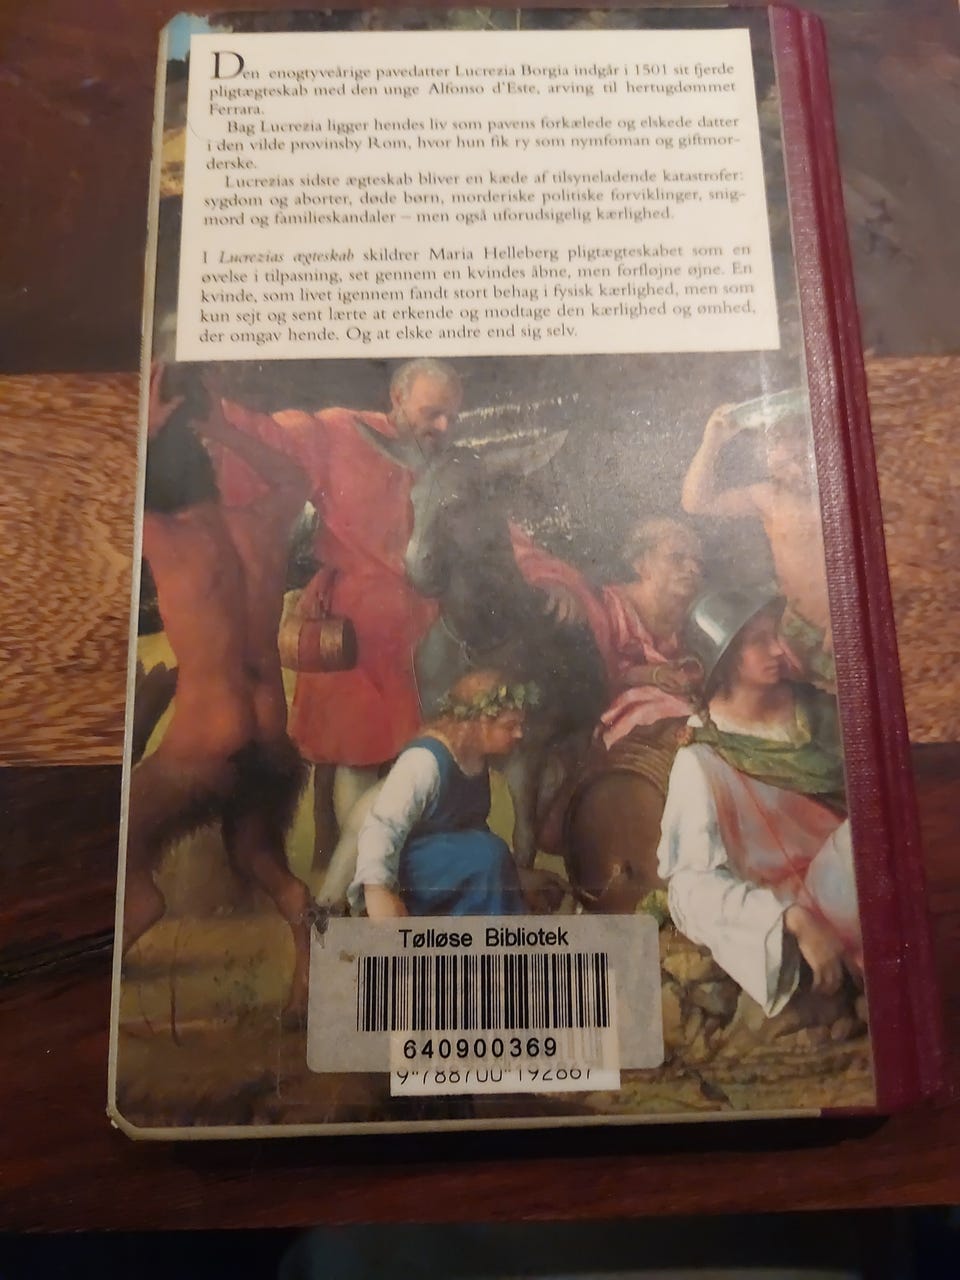 Den enogtyveårige pavedatter Lucrezia Borgia indgår i 1501 sit fjerde
pligtægteskab med den unge Alfonso d'Este, arving til hertugdømmet
Ferrara.
Bag Lucrezia ligger hendes liv som pavens forkælede og elskede datter
i den vilde provinsby Rom, hvor hun fik ry som nymfoman og giftmor-
derske.
Lucrezias sidste ægteskab bliver en kæde af tilsyneladende katastrofer:
sygdom og aborter, døde børn, morderiske politiske forviklinger, snig-
mord og familieskandaler – men også uforudsigelig kærlighed.
I Lucrezias ægteskab skildrer Maria Helleberg pligtægteskabet som en
øvelse i tilpasning, set gennem en kvindes åbne, men forfløjne øjne. En
kvinde, som livet igennem fandt stort behag i fysisk kærlighed, men som
kun sejt og sent lærte at erkende og modtage den kærlighed og ømhed,
der omgav hende. Og at elske andre end sig selv.
Tølløse Bibliotek
640900369
9 788700 192867